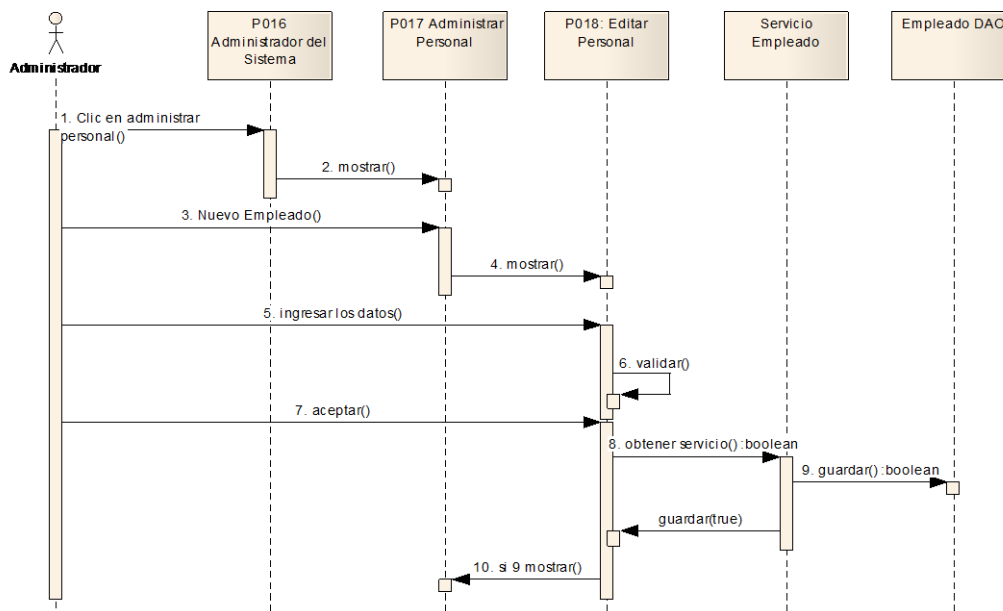 P016
Administrador del
Sistema
P017 Administrar
Personal
P018: Editar
Personal
Servicio
Empleado
Empleado DAO
Administrador
1. Clic en administrar
personal()
2. mostrar()
3. Nuevo Empleado()
4. mostrar()
5. ingresar los datos()
6. validar()
7. aceptar()
8. obtener servicio() :boolean
9. guardar() :boolean
guardar(true)
10. si 9 mostrar()